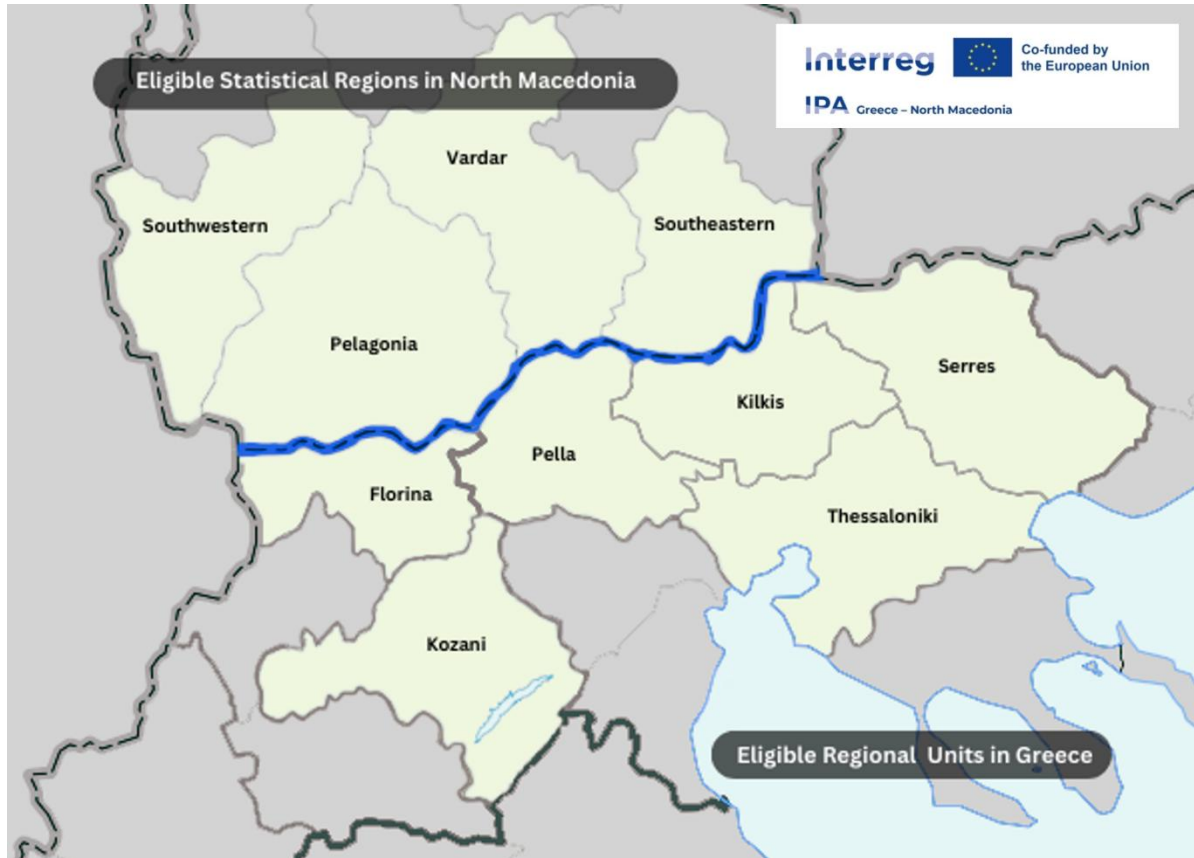 Interreg
Co-funded by
the European Union
IPA Greece – North Macedonia
Eligible Statistical Regions in North Macedonia
Vardar
Southwestern
Southeastern
Pelagonia
Serres
Kilkis
Pella
Florina
Thessaloniki
Kozani
Eligible Regional Units in Greece